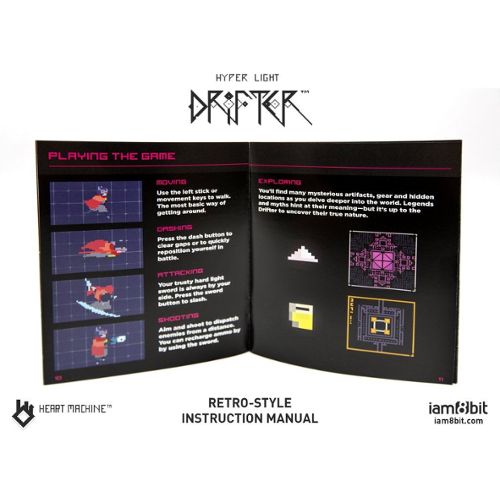 HYPER LIGHT
DRIFTER™
PLAYING THE GAME
MOVING
Use the left stick or
movement keys to walk.
The most basic way of
getting around.
DASHING
Press the dash button to
clear gaps or to quickly
reposition yourself in
battle.
ATTACKING
Your trusty hard light
sword is always by your
side. Press the sword
button to slash.
SHOOTING
Aim and shoot to dispatch
enemies from a distance.
You can recharge ammo by
by using the sword.
10
EXPLORING
You'll find many mysterious artifacts, gear and hidden
locations as you delve deeper into the world. Legends
and myths hint at their meaning—but it's up to the
Drifter to uncover their true nature.
11
HEART MACHINE™
RETRO-STYLE
INSTRUCTION MANUAL
iam8bit
iam8bit.com